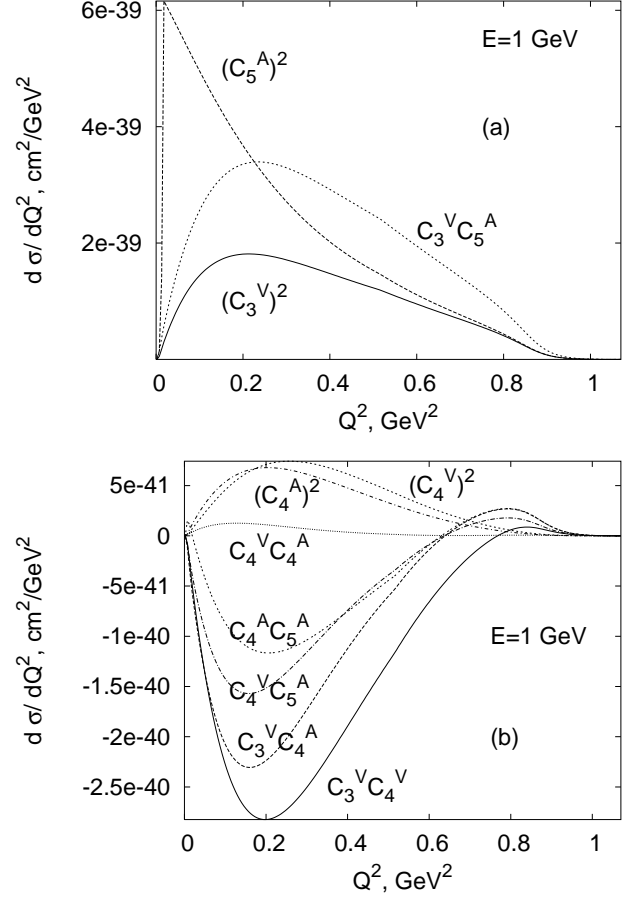 6e-39
E=1 GeV
(C₅ᴬ)²
4e-39
(a)
d σ/ dQ², cm²/GeV²
C₃ⱽC₅ᴬ
2e-39
(C₃ⱽ)²
0 0.2 0.4 0.6 0.8 1
Q², GeV²
5e-41
(C₄ᴬ)²
(C₄ⱽ)²
0
C₄ⱽC₄ᴬ
-5e-41
d σ/ dQ², cm²/GeV²
C₄ᴬC₅ᴬ
-1e-40
E=1 GeV
-1.5e-40
C₄ⱽC₅ᴬ
-2e-40
C₃ⱽC₄ᴬ
(b)
-2.5e-40
C₃ⱽC₄ⱽ
0 0.2 0.4 0.6 0.8 1
Q², GeV²